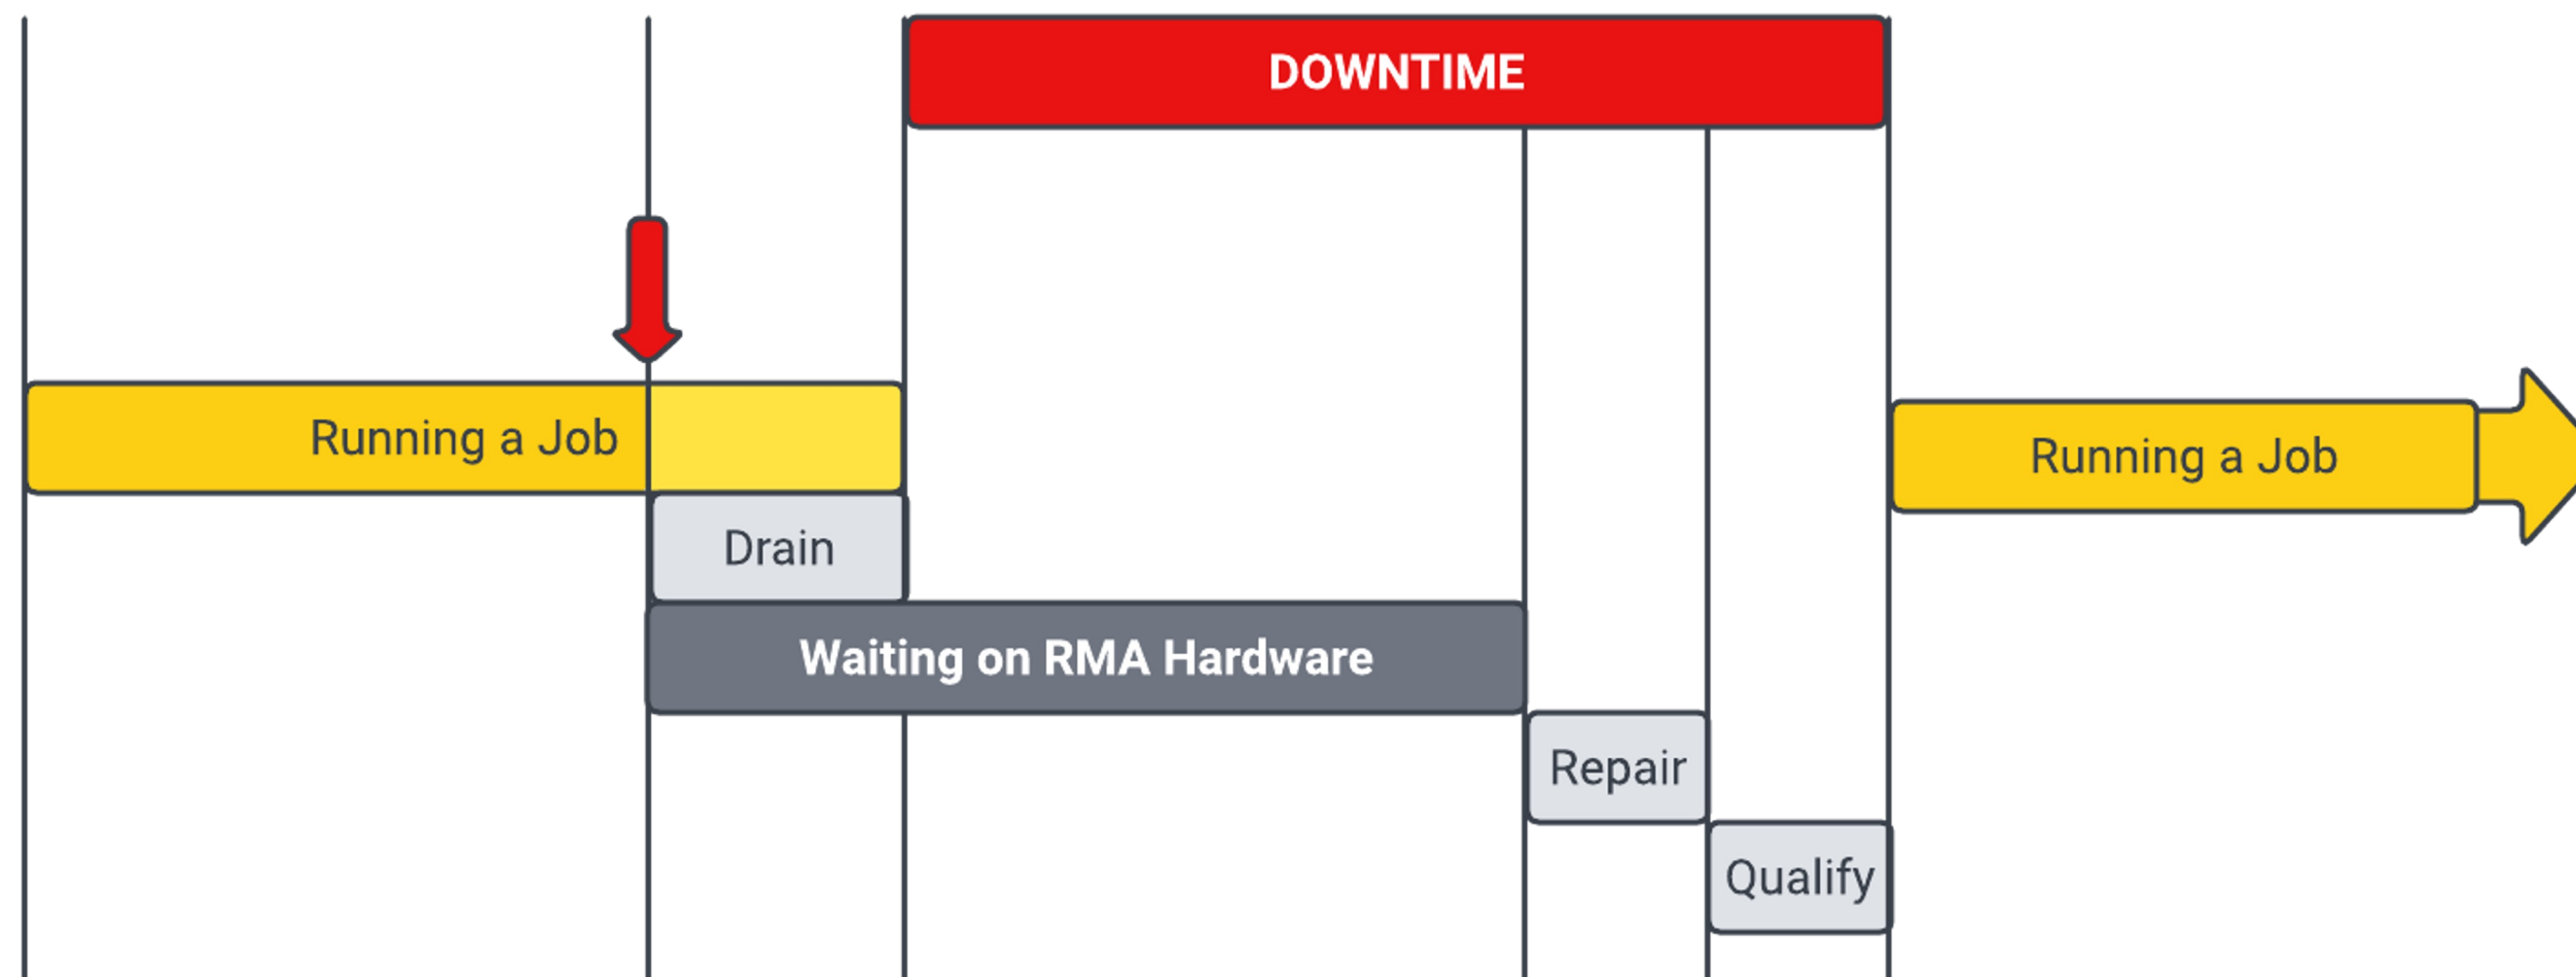 DOWNTIME
Running a Job
Running a Job
Drain
Waiting on RMA Hardware
Repair
Qualify